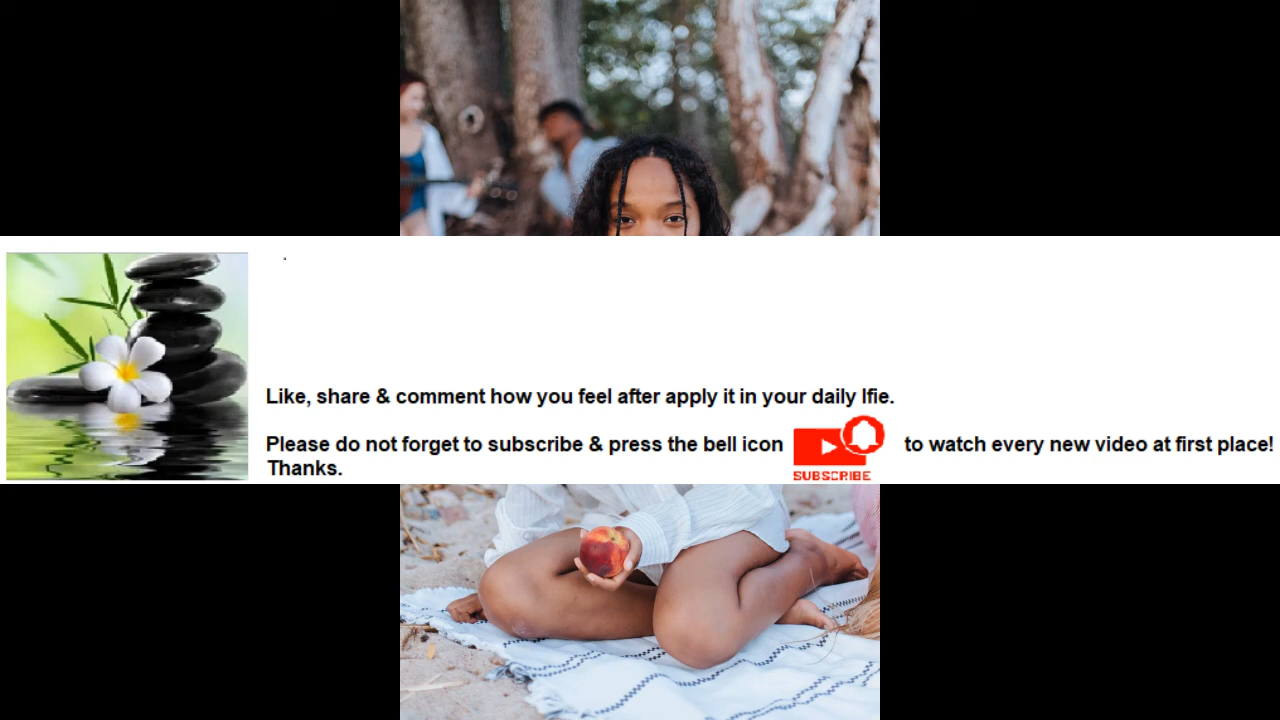 Like, share & comment how you feel after apply it in your daily lfie.
Please do not forget to subscribe & press the bell icon SUBSCRIBE to watch every new video at first place!
Thanks.